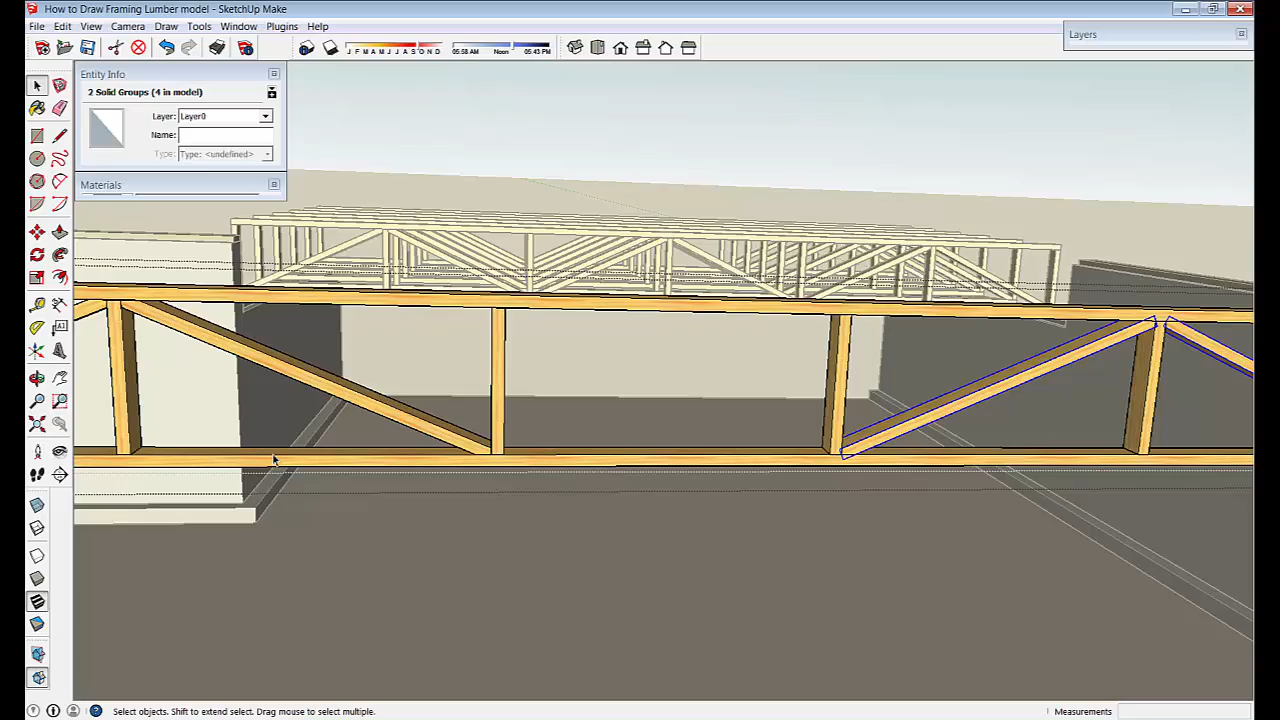 How to Draw Framing Lumber model - SketchUp Make
File Edit View Camera Draw Tools Window Help
J F M A M J J A S O N D
05:58 AM Noon 05:43 PM
Layers
Entity Info
2 Solid Groups (4 in model)
Layer: Layer0
Name:
Type: Type: <undefined>
Materials
Select objects. Shift to extend select. Drag mouse to select multiple.
Measurements